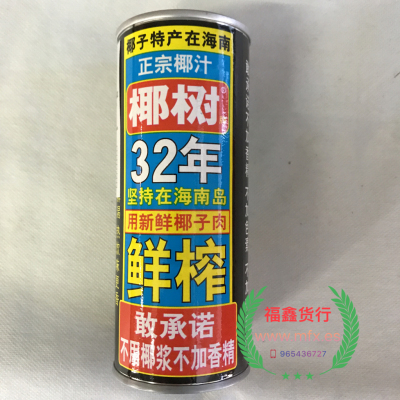 椰子特产在海南
正宗椰汁
椰树
32年
坚持在海南岛
用新鲜椰子肉
鲜榨
敢承诺
不用椰浆不加香精
福鑫货行
965436727